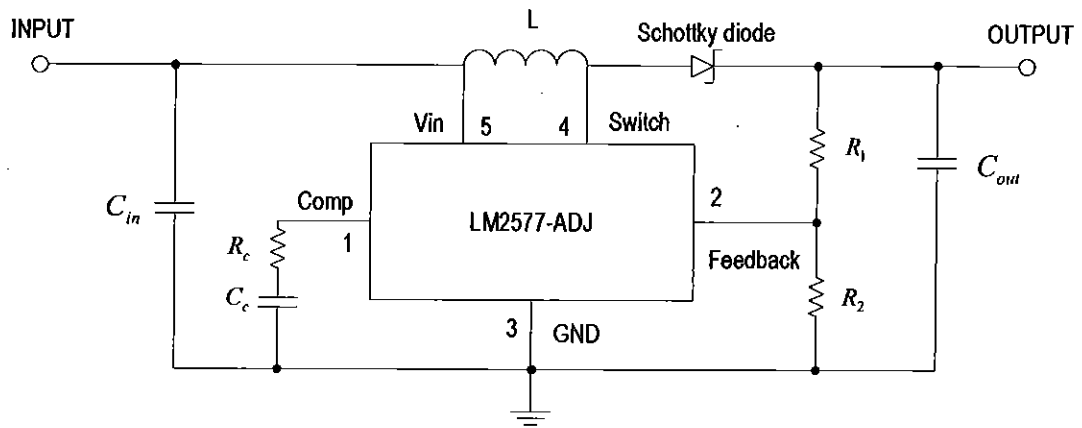 L
INPUT
Schottky diode
OUTPUT
Vin 5 4 Switch
R₁
C_out
C_in
Comp
1
LM2577-ADJ
2
R_c
Feedback
C_c
R₂
3 GND